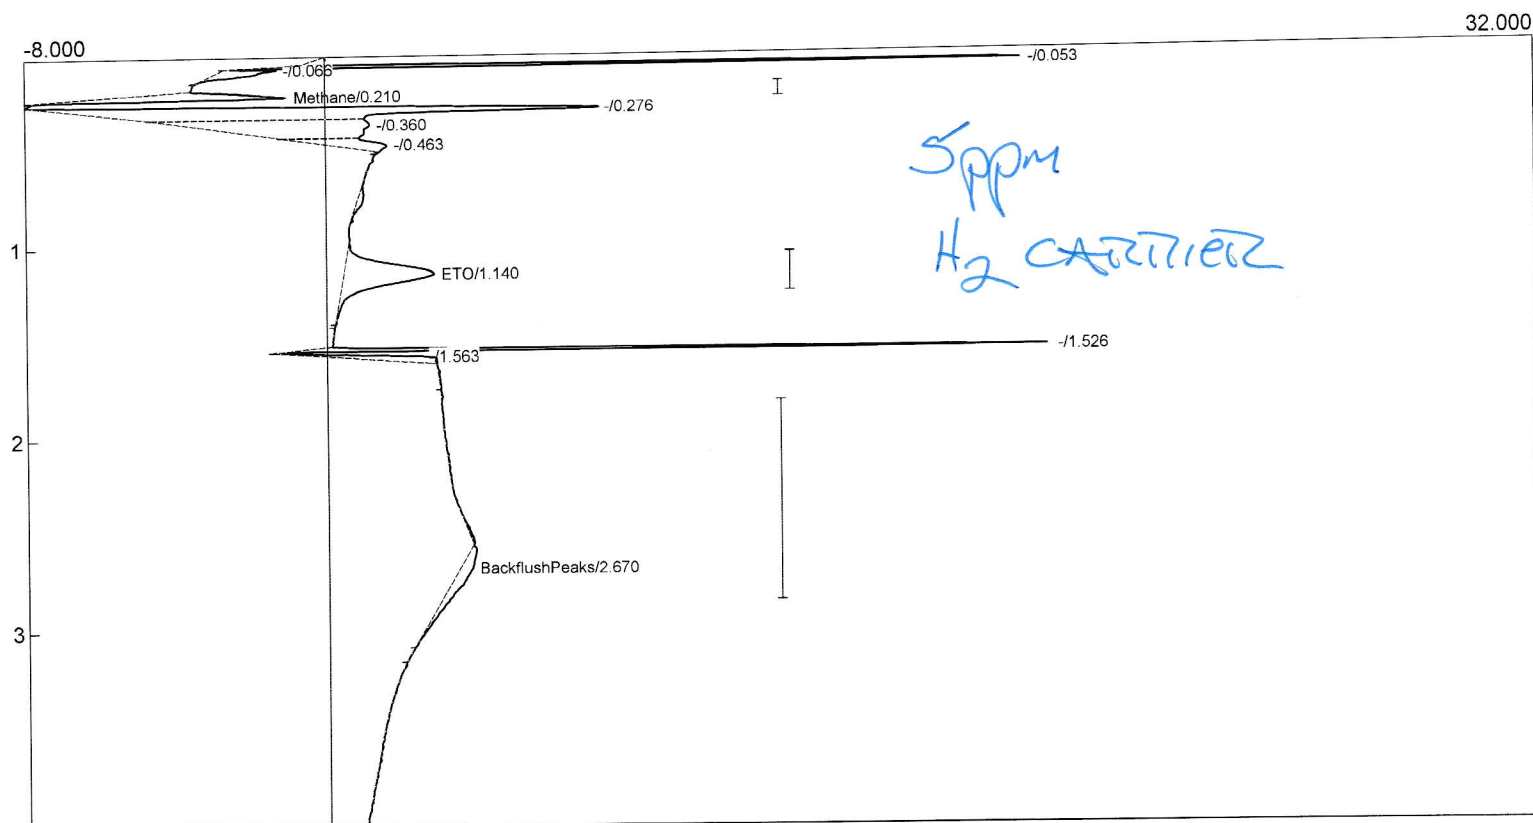 -8.000
32.000
-/0.053
-/0.066
Methane/0.210
-/0.276
-/0.360
-/0.463
5ppm
H2 CARRIER
1
ETO/1.140
-/1.526
/1.563
2
BackflushPeaks/2.670
3